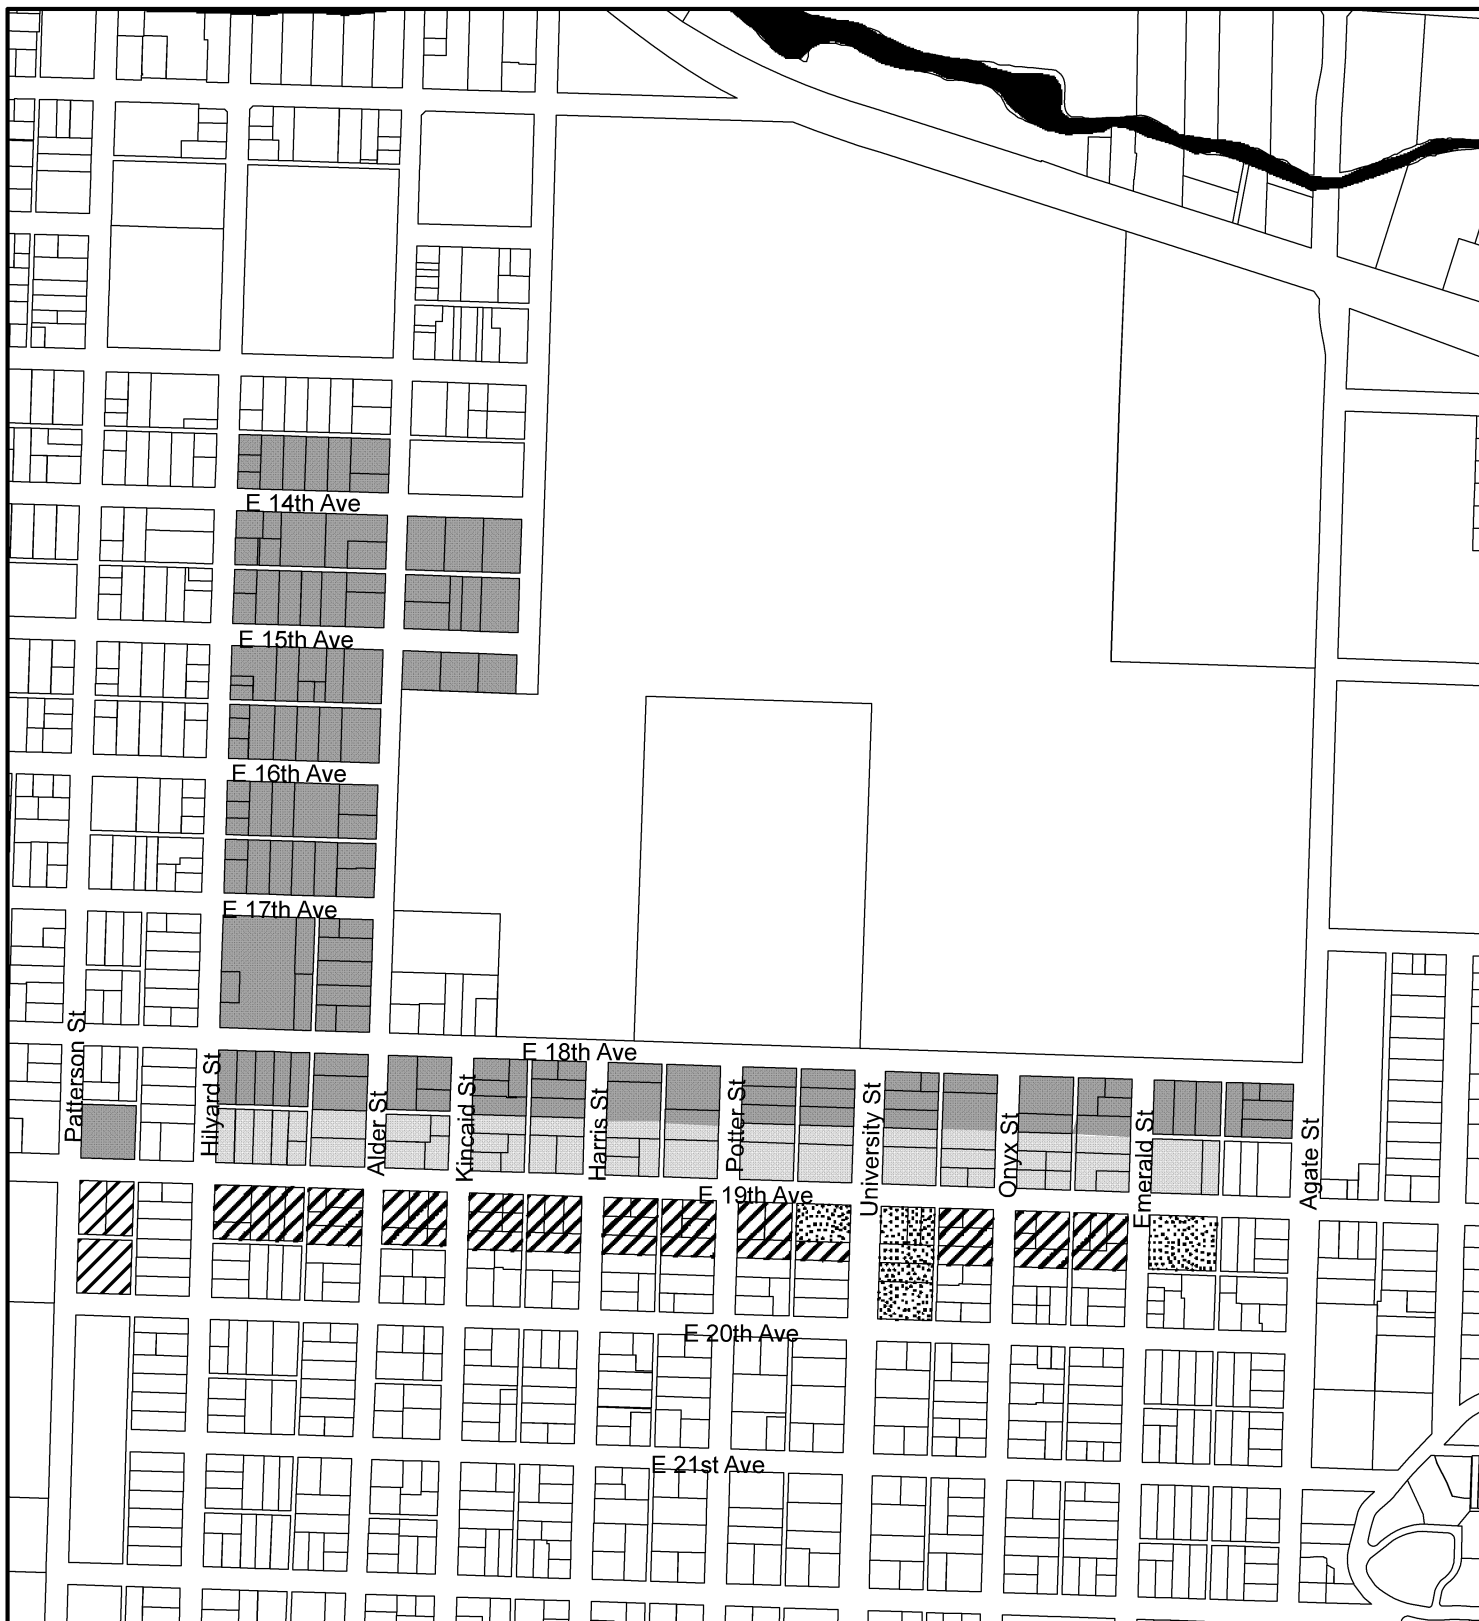 E 14th Ave
E 15th Ave
E 16th Ave
E 17th Ave
E 18th Ave
Patterson St
Hilyard St
Alder St
Kincaid St
Harris St
Potter St
University St
Onyx St
Emerald St
Agate St
E 19th Ave
E 20th Ave
E 21st Ave